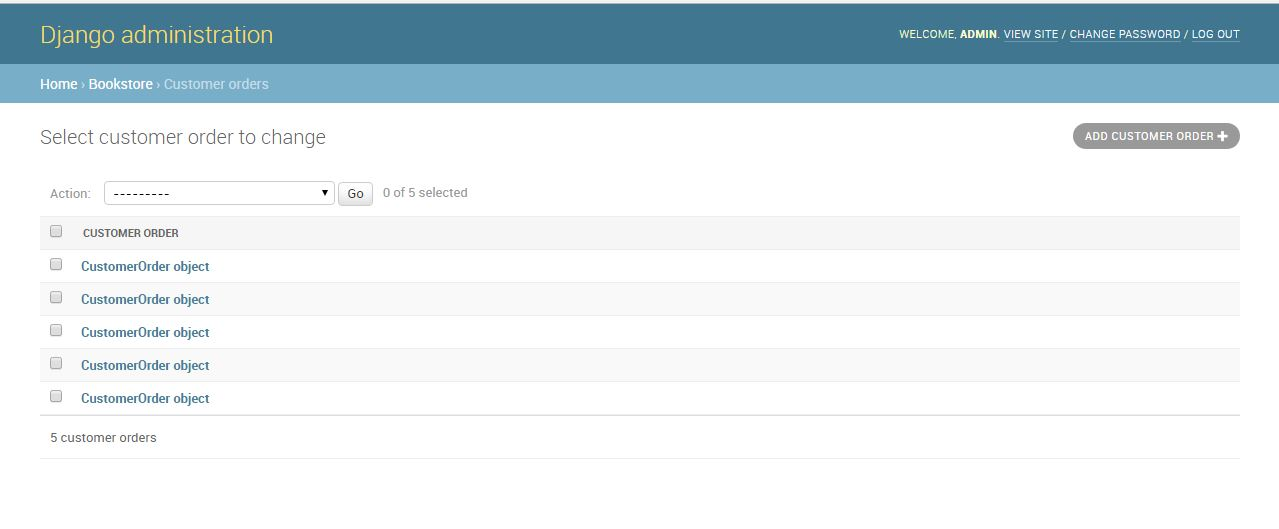 Django administration
WELCOME, ADMIN. VIEW SITE / CHANGE PASSWORD / LOG OUT
Home › Bookstore › Customer orders
Select customer order to change
ADD CUSTOMER ORDER +
Action: --------- Go 0 of 5 selected
CUSTOMER ORDER
CustomerOrder object
CustomerOrder object
CustomerOrder object
CustomerOrder object
CustomerOrder object
5 customer orders